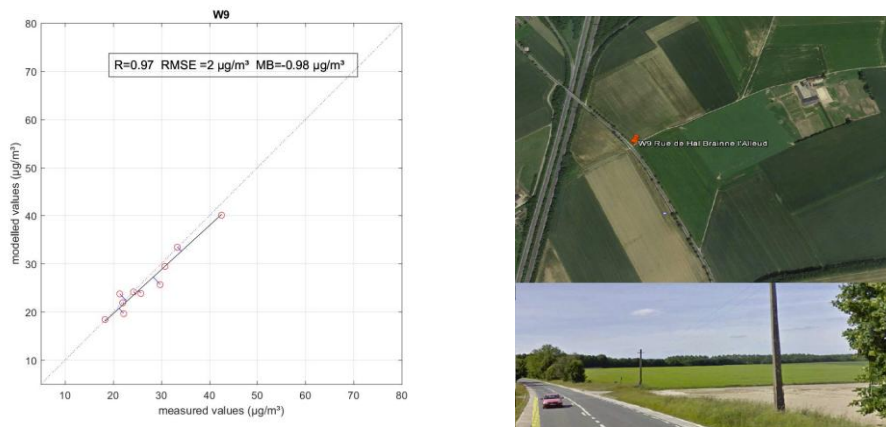 W9
R=0.97 RMSE =2 µg/m³ MB=-0.98 µg/m³
modelled values (µg/m³)
80
70
60
50
40
30
20
10
10 20 30 40 50 60 70 80
measured values (µg/m³)
W9 Rue de Hal Brainne l'Alleud